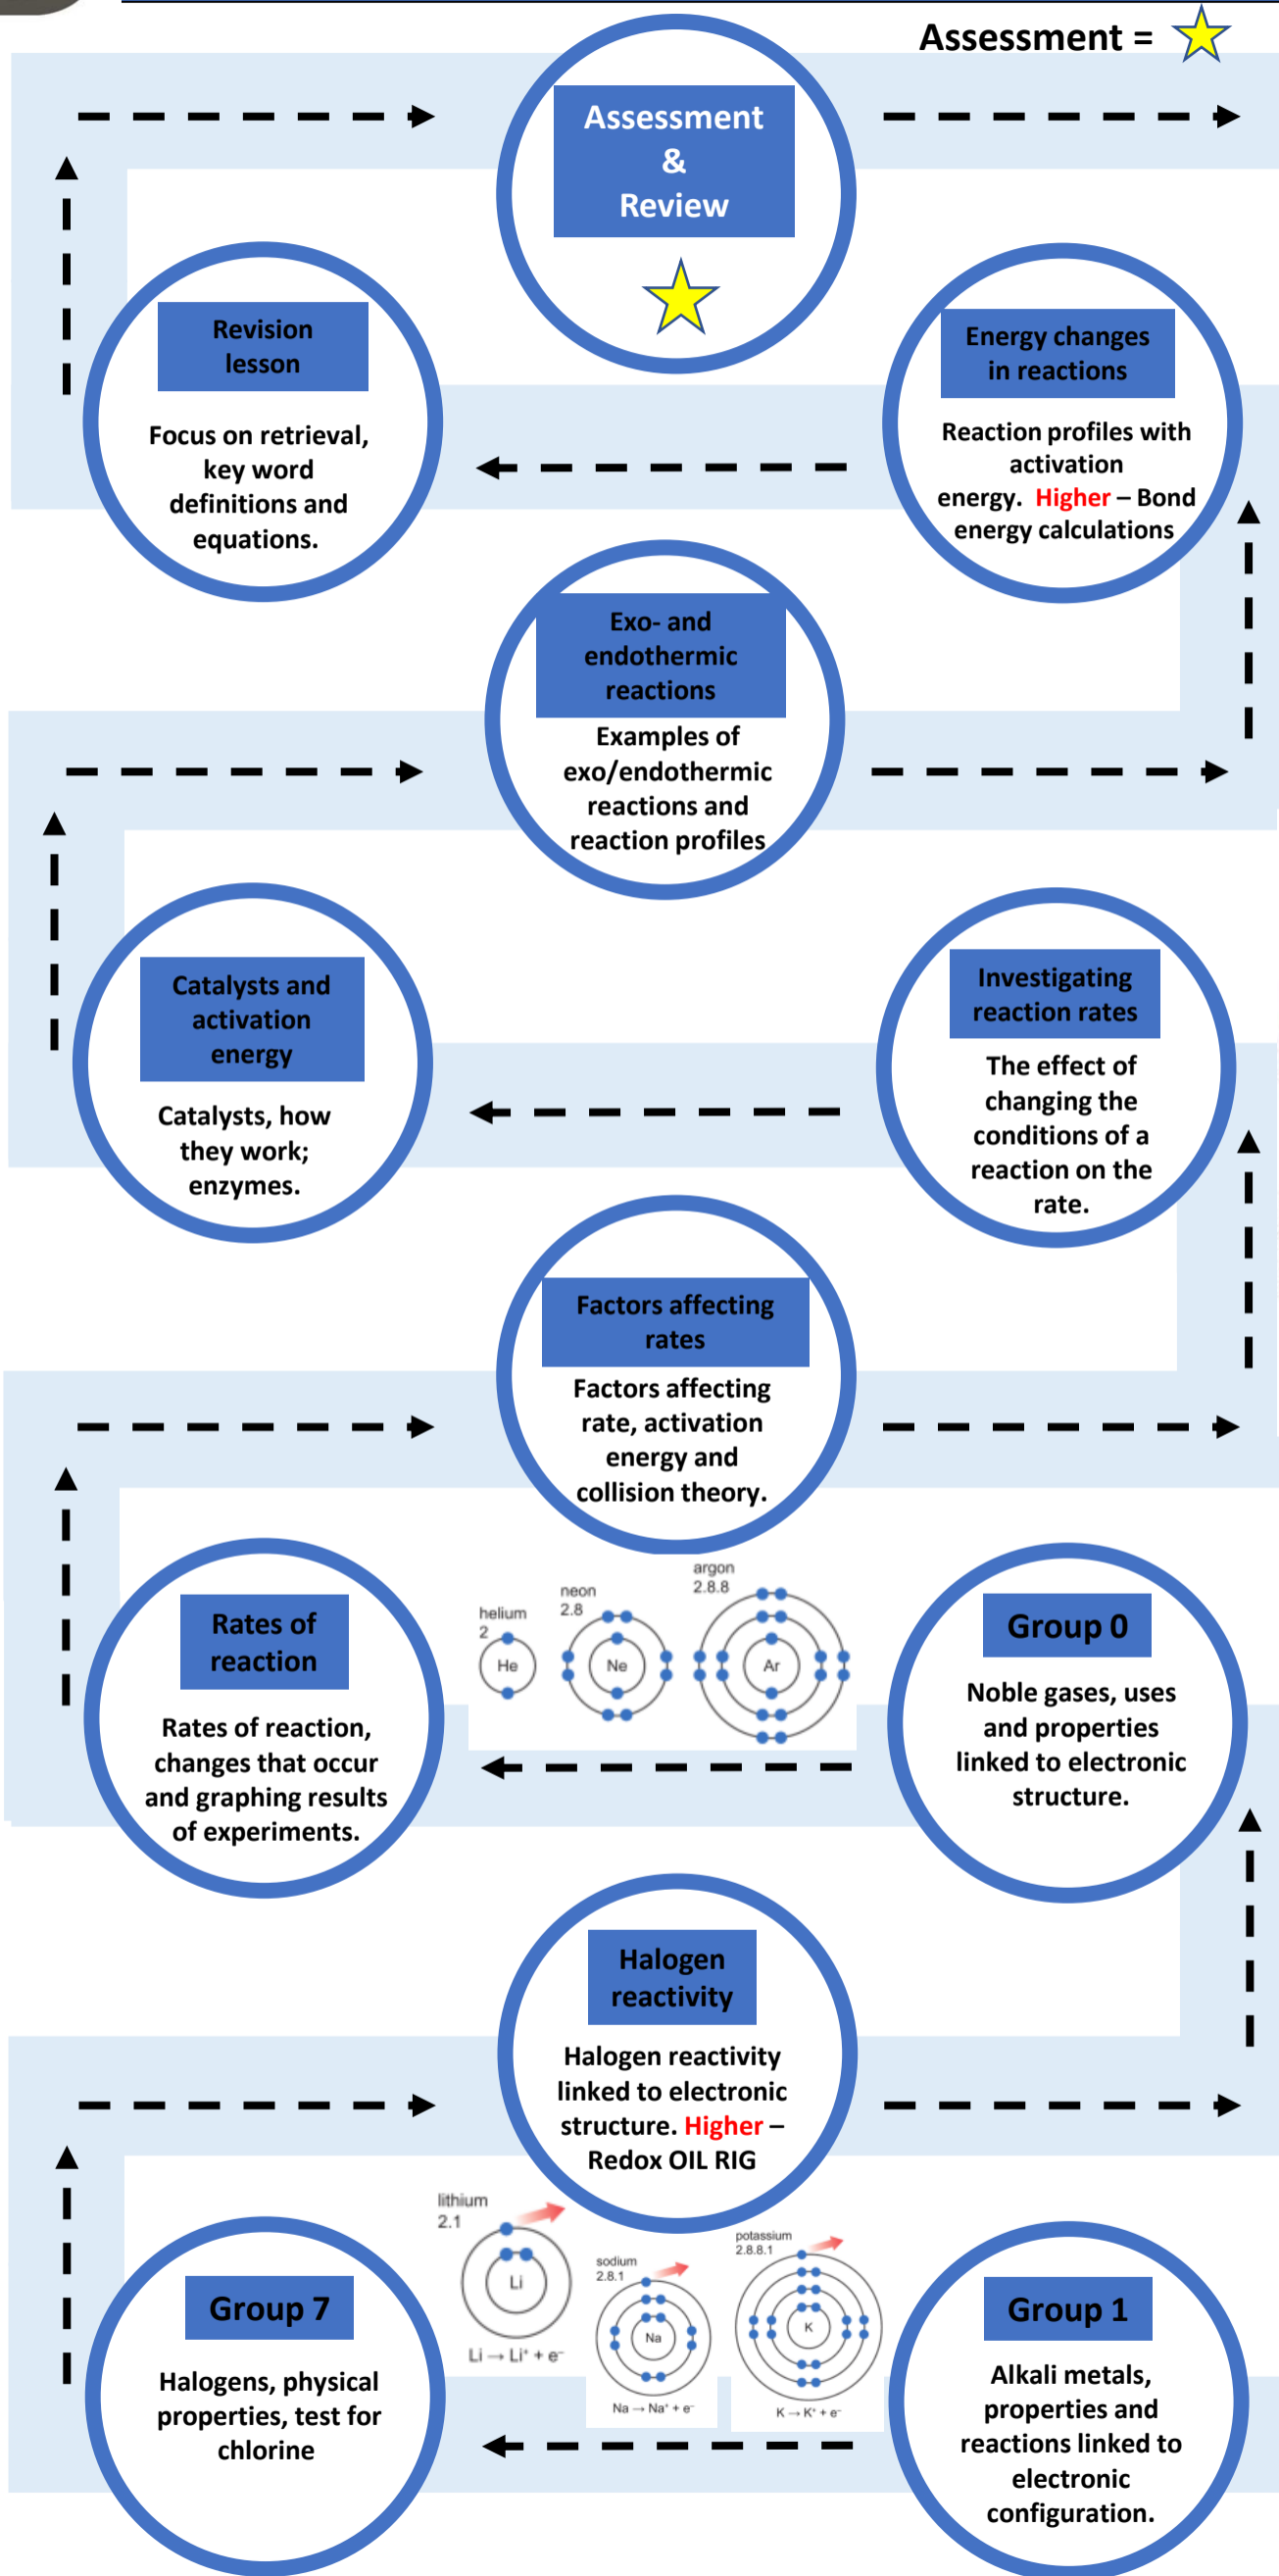 Assessment =
Assessment
&
Review
Revision
lesson
Focus on retrieval,
key word
definitions and
equations.
Energy changes
in reactions
Reaction profiles with
activation
energy. Higher – Bond
energy calculations
Exo- and
endothermic
reactions
Examples of
exo/endothermic
reactions and
reaction profiles
Catalysts and
activation
energy
Catalysts, how
they work;
enzymes.
Investigating
reaction rates
The effect of
changing the
conditions of a
reaction on the
rate.
Factors affecting
rates
Factors affecting
rate, activation
energy and
collision theory.
Rates of
reaction
Rates of reaction,
changes that occur
and graphing results
of experiments.
helium
2
He
neon
2.8
Ne
argon
2.8.8
Ar
Group 0
Noble gases, uses
and properties
linked to electronic
structure.
Halogen
reactivity
Halogen reactivity
linked to electronic
structure. Higher –
Redox OIL RIG
Group 7
Halogens, physical
properties, test for
chlorine
lithium
2.1
Li
Li → Li⁺ + e⁻
sodium
2.8.1
Na
Na → Na⁺ + e⁻
potassium
2.8.8.1
K
K → K⁺ + e⁻
Group 1
Alkali metals,
properties and
reactions linked to
electronic
configuration.